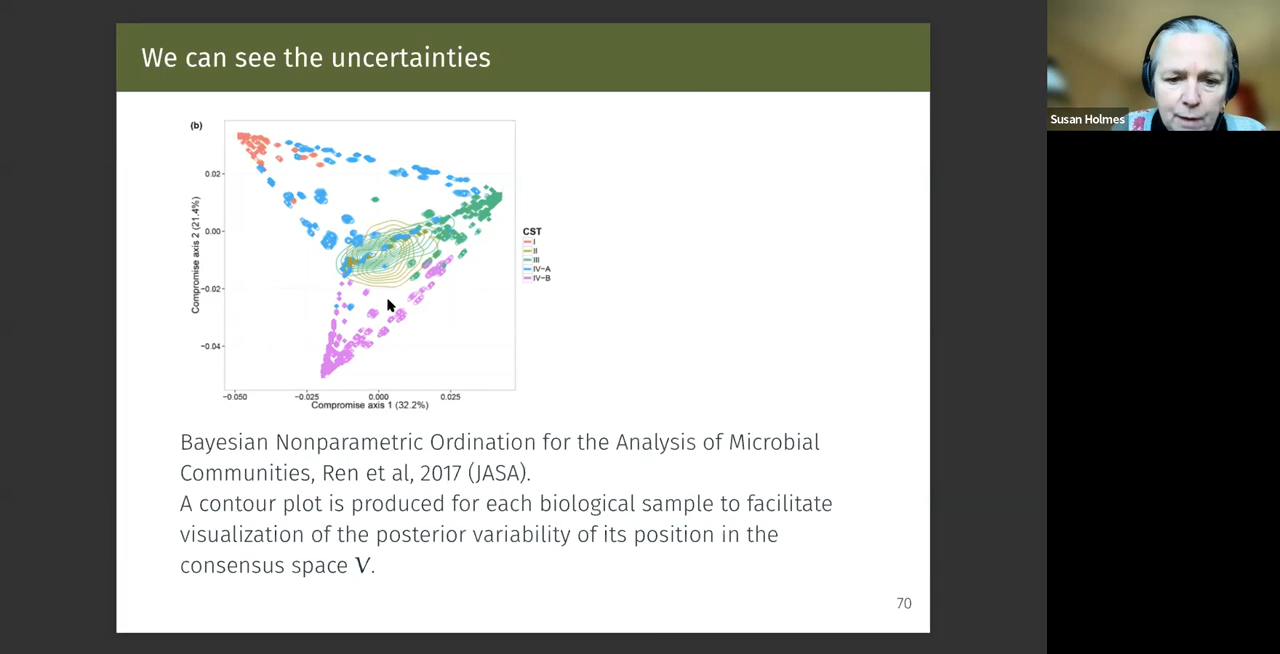 We can see the uncertainties
Susan Holmes
(b)
0.02
0.00
−0.02
−0.04
Compromise axis 2 (21.4%)
−0.050
−0.025
0.000
0.025
Compromise axis 1 (32.2%)
CST
I
II
III
IV−A
IV−B
Bayesian Nonparametric Ordination for the Analysis of Microbial
Communities, Ren et al, 2017 (JASA).
A contour plot is produced for each biological sample to facilitate
visualization of the posterior variability of its position in the
consensus space V.
70